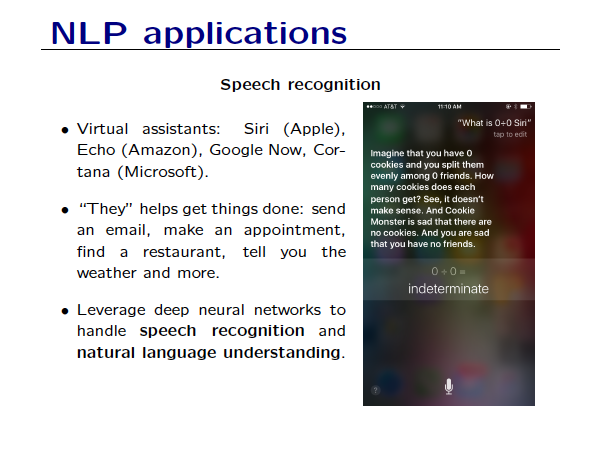 NLP applications
Speech recognition
• Virtual assistants: Siri (Apple),
Echo (Amazon), Google Now, Cor-
tana (Microsoft).
• “They” helps get things done: send
an email, make an appointment,
find a restaurant, tell you the
weather and more.
• Leverage deep neural networks to
handle speech recognition and
natural language understanding.
AT&T 11:10 AM
“What is 0÷0 Siri”
tap to edit
Imagine that you have 0
cookies and you split them
evenly among 0 friends. How
many cookies does each
person get? See, it doesn’t
make sense. And Cookie
Monster is sad that there are
no cookies. And you are sad
that you have no friends.
0 ÷ 0 =
indeterminate
?